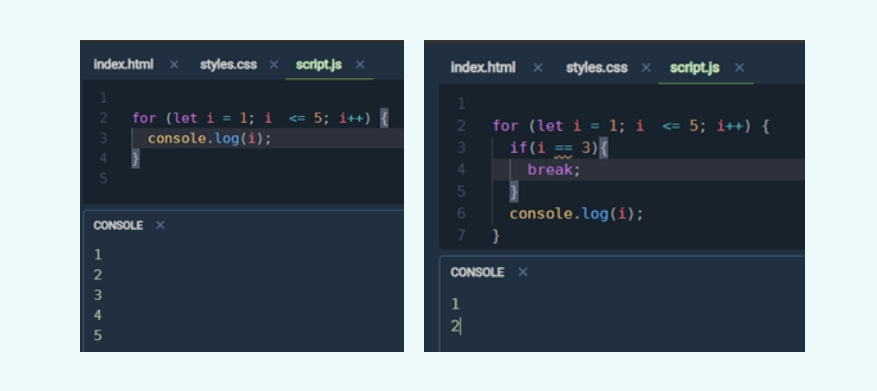 index.html × styles.css × script.js ×
1
2 for (let i = 1; i  <= 5; i++) {
3   console.log(i);
4 }
5
CONSOLE ×
1
2
3
4
5
index.html × styles.css × script.js ×
1
2 for (let i = 1; i  <= 5; i++) {
3   if(i == 3){
4     break;
5   }
6   console.log(i);
7 }
CONSOLE ×
1
2